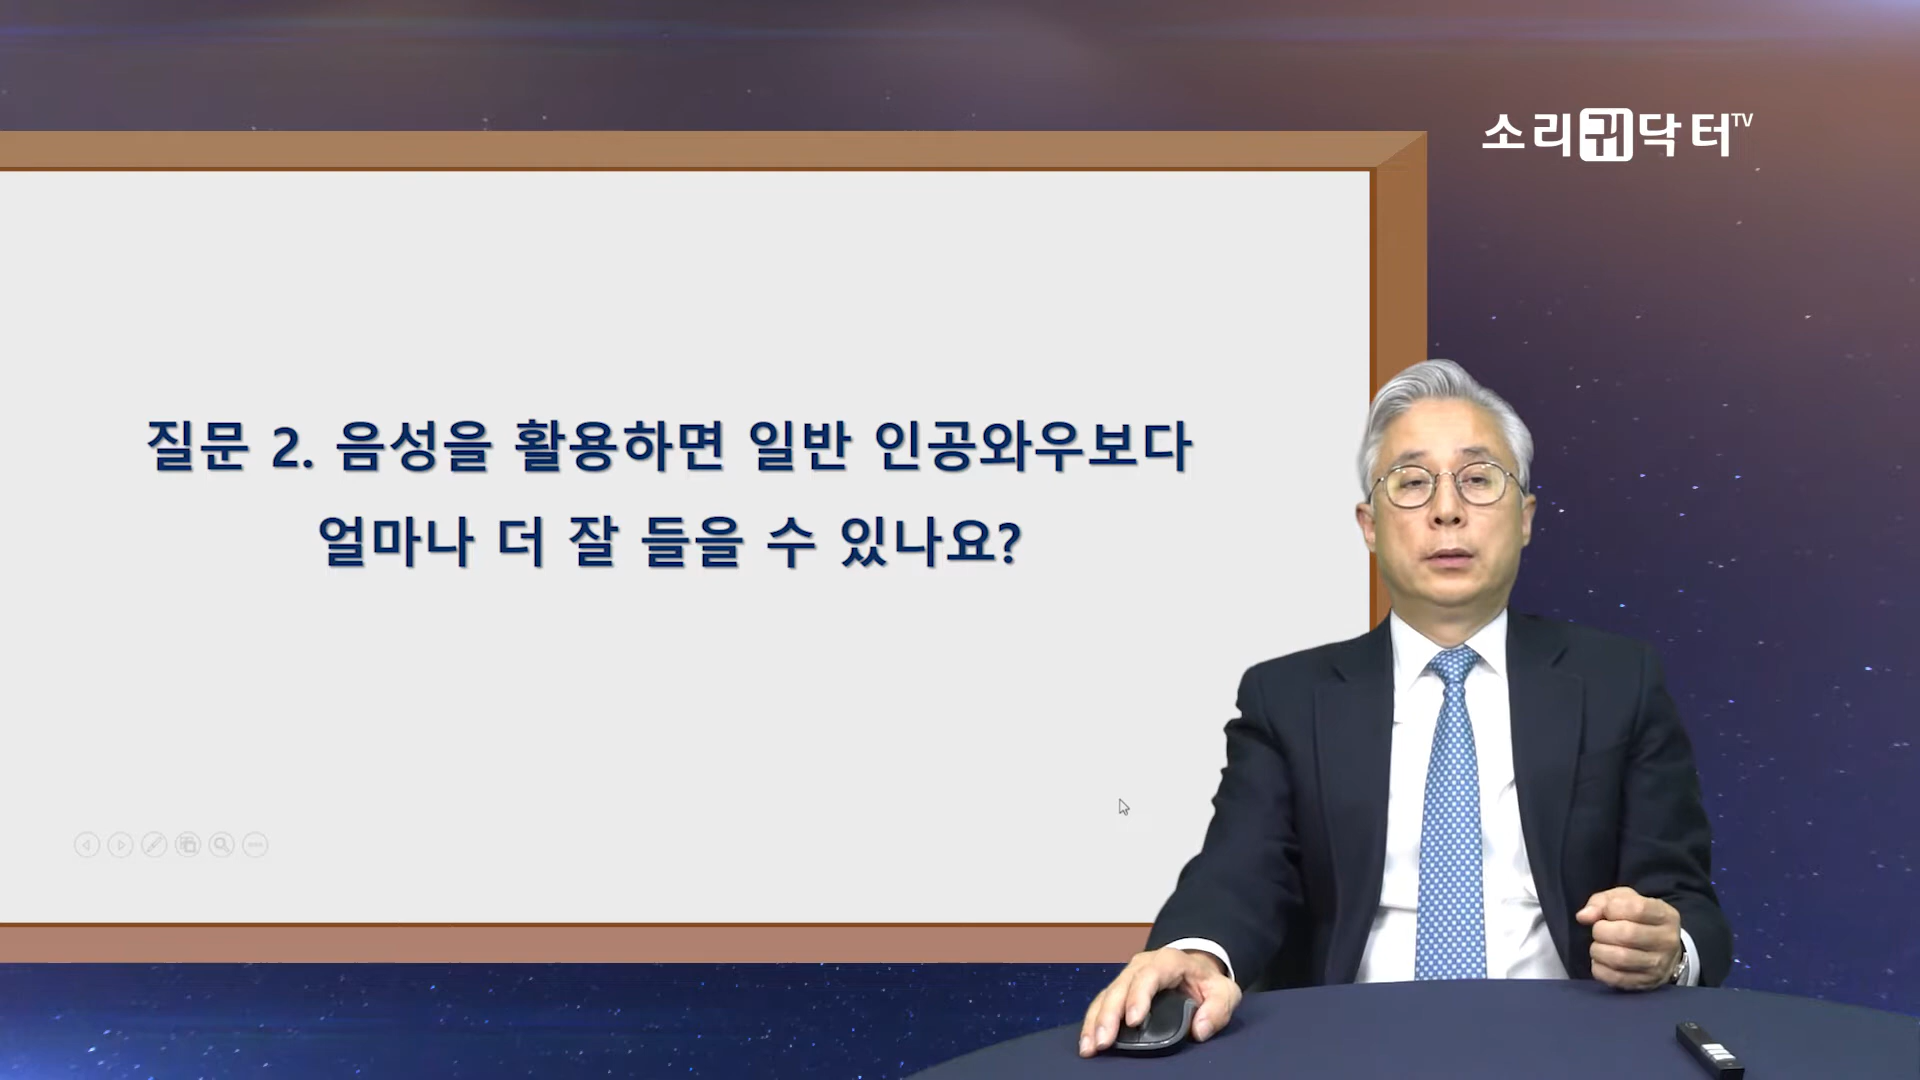 소리귀닥터TV
질문 2. 음성을 활용하면 일반 인공와우보다
얼마나 더 잘 들을 수 있나요?